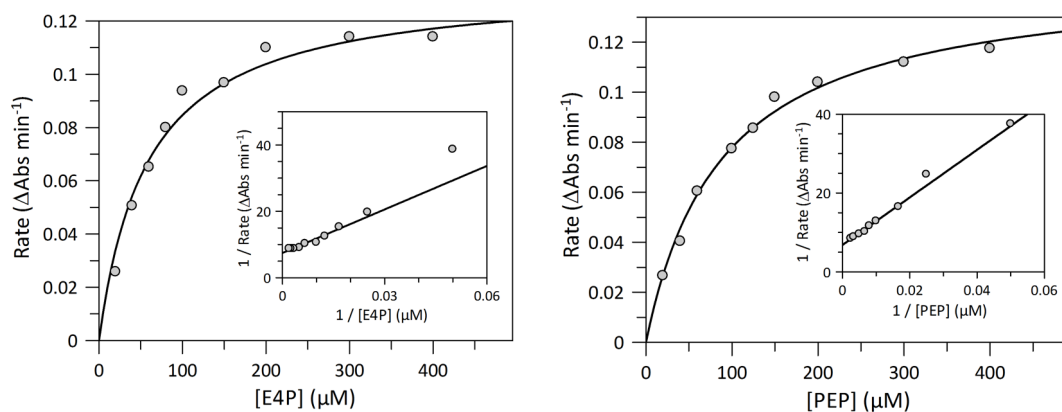 0.12
0.1
0.08
0.06
0.04
0.02
0
Rate (ΔAbs min⁻¹)
0 100 200 300 400
[E4P] (µM)
40
20
0
1 / Rate (ΔAbs min⁻¹)
0 0.03 0.06
1 / [E4P] (µM)
0.12
0.1
0.08
0.06
0.04
0.02
0
Rate (ΔAbs min⁻¹)
0 100 200 300 400
[PEP] (µM)
40
20
0
1 / Rate (ΔAbs min⁻¹)
0 0.02 0.04 0.06
1 / [PEP] (µM)